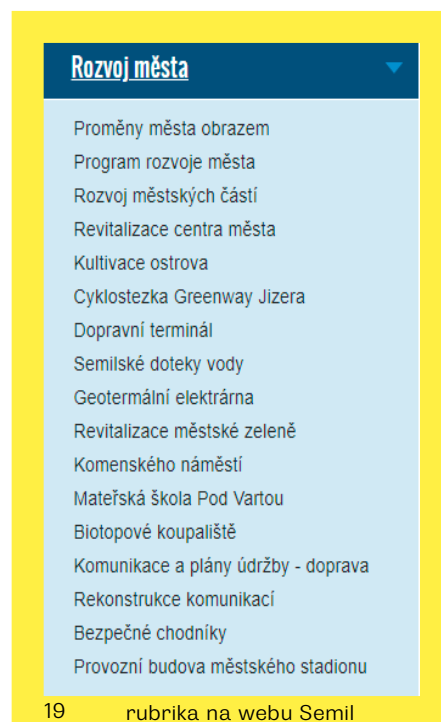 Rozvoj města
Proměny města obrazem
Program rozvoje města
Rozvoj městských částí
Revitalizace centra města
Kultivace ostrova
Cyklostezka Greenway Jizera
Dopravní terminál
Semilské doteky vody
Geotermální elektrárna
Revitalizace městské zeleně
Komenského náměstí
Mateřská škola Pod Vartou
Biotopové koupaliště
Komunikace a plány údržby - doprava
Rekonstrukce komunikací
Bezpečné chodníky
Provozní budova městského stadionu
19 rubrika na webu Semil